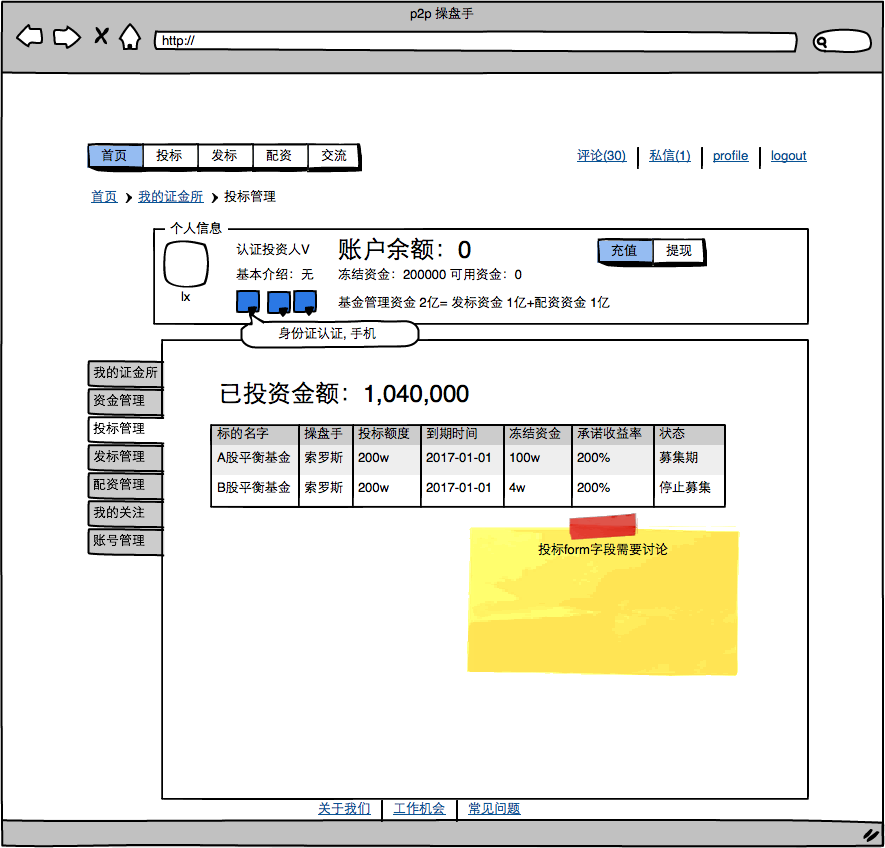 p2p 操盘手
http://
首页 投标 发标 配资 交流
评论(30) 私信(1) profile logout
首页 我的证金所 投标管理
个人信息
认证投资人V
账户余额：0
充值 提现
基本介绍：无
冻结资金：200000 可用资金：0
lx
基金管理资金 2亿= 发标资金 1亿+配资资金 1亿
身份证认证, 手机
我的证金所
资金管理
投标管理
发标管理
配资管理
我的关注
账号管理
已投资金额：1,040,000
标的名字 操盘手 投标额度 到期时间 冻结资金 承诺收益率 状态
A股平衡基金 索罗斯 200w 2017-01-01 100w 200% 募集期
B股平衡基金 索罗斯 200w 2017-01-01 4w 200% 停止募集
投标form字段需要讨论
关于我们 工作机会 常见问题